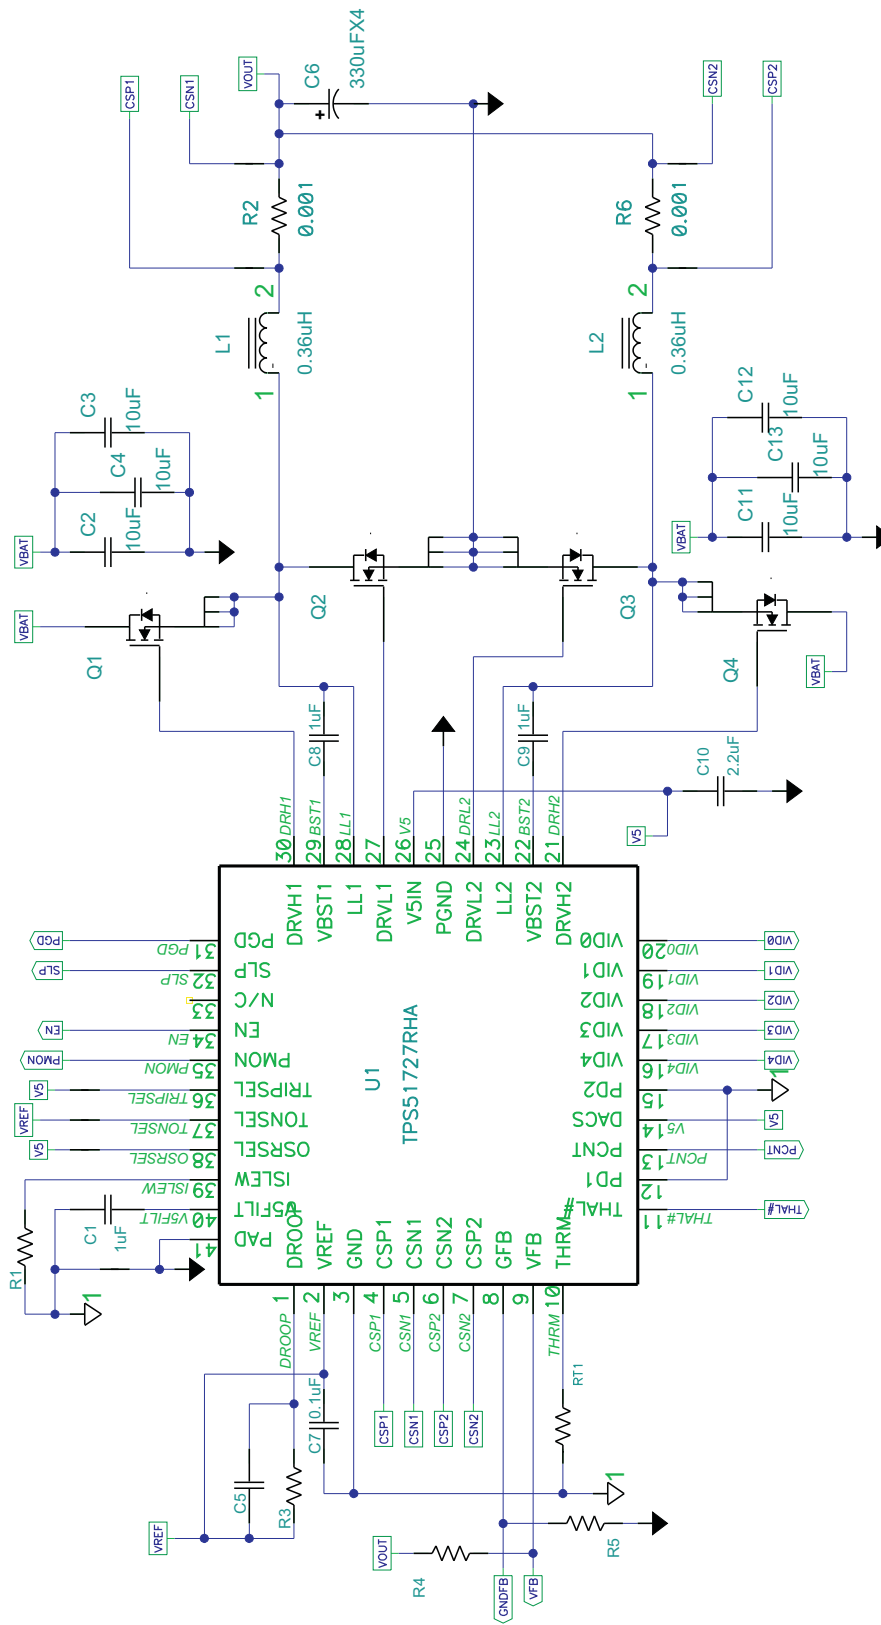 CSP1
CSN1
VOUT
C6
330uFX4
CSN2
CSP2
R2
0.001
R6
0.001
2
L1
0.36uH
1
2
L2
0.36uH
1
C3
10uF
C4
10uF
C2
10uF
VBAT
VBAT
C12
10uF
C13
10uF
C11
10uF
VBAT
VBAT
Q1
Q2
Q3
Q4
C8
1uF
C9
1uF
C10
2.2uF
V5
30 DRH1
29 BST1
28 LL1
27
26 V5
25
24 DRL2
23 LL2
22 BST2
21 DRH2
DRVH1
VBST1
LL1
DRVL1
V5IN
PGND
DRVL2
LL2
VBST2
DRVH2
PGD
PGD
31
PGD
SLP
SLP
32
SLP
33
N/C
EN
EN
34
EN
PMON
PMON
35
PMON
V5
TRIPSEL
36
TRIPSEL
VREF
TONSEL
37
TONSEL
V5
OSRSEL
38
OSRSEL
ISLEW
39
ISLEW
V5FILT
40
V5FILT
41
PAD
U1
TPS51727RHA
VID0
20 VID0
VID0
VID1
19 VID1
VID1
VID2
18 VID2
VID2
VID3
17 VID3
VID3
VID4
16 VID4
VID4
PD2
15
1
DACS
14 V5
V5
PCNT
13 PCNT
PCNT
PD1
12
THAL#
11 THAL#
THAL#
R1
C1
1uF
1
DROOP
VREF
GND
CSP1
CSN1
CSN2
CSP2
GFB
VFB
THRM
1
2
3
4
5
6
7
8
9
10
DROOP
VREF
CSP1
CSN1
CSP2
CSN2
THRM
C7
0.1uF
C5
R3
VREF
CSP1
CSN1
CSP2
CSN2
RT1
1
VOUT
R4
R5
GNDFB
VFB